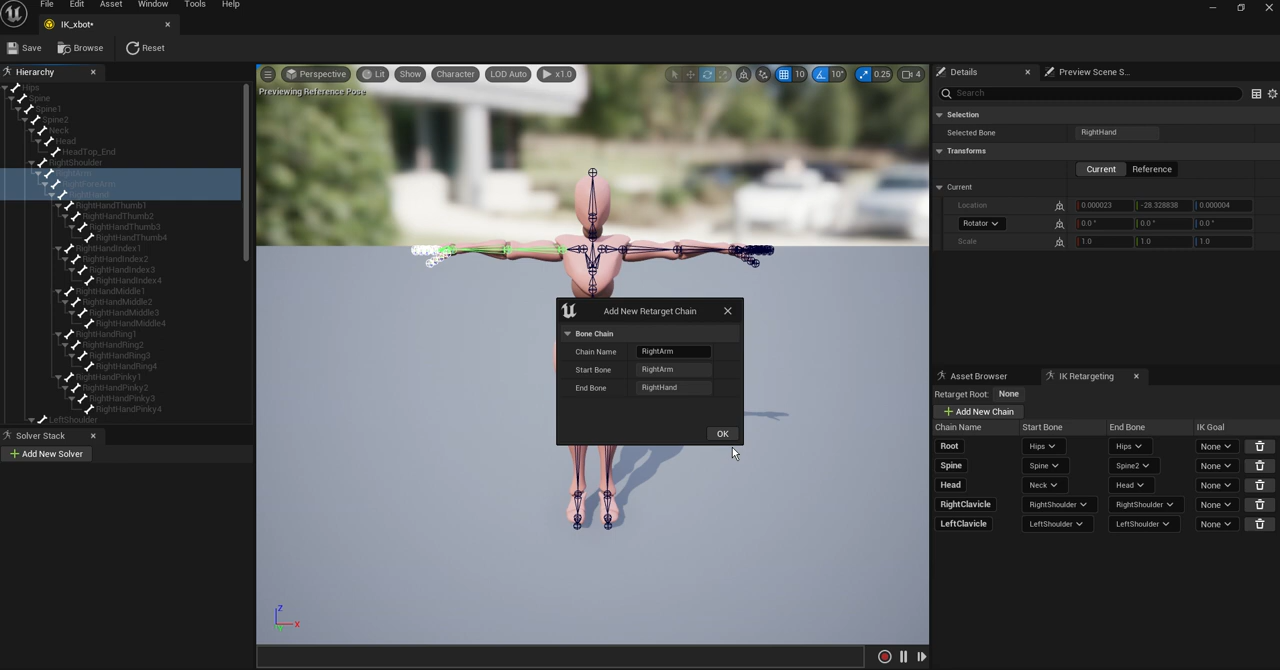 File Edit Asset Window Tools Help
IK_xbot*
Save Browse Reset
Hierarchy
Hips
Spine
Spine1
Spine2
Neck
Head
HeadTop_End
RightShoulder
RightArm
RightForeArm
RightHand
RightHandThumb1
RightHandThumb2
RightHandThumb3
RightHandThumb4
RightHandIndex1
RightHandIndex2
RightHandIndex3
RightHandIndex4
RightHandMiddle1
RightHandMiddle2
RightHandMiddle3
RightHandMiddle4
RightHandRing1
RightHandRing2
RightHandRing3
RightHandRing4
RightHandPinky1
RightHandPinky2
RightHandPinky3
RightHandPinky4
LeftShoulder
Solver Stack
Add New Solver
Perspective Lit Show Character LOD Auto x1.0 10 10° 0.25 4
Previewing Reference Pose
Add New Retarget Chain
Bone Chain
Chain Name RightArm
Start Bone RightArm
End Bone RightHand
OK
Z
X
Details Preview Scene S...
Search
Selection
Selected Bone RightHand
Transforms
Current Reference
Current
Location 0.000023 -28.328838 0.000004
Rotator 0.0 ° 0.0 ° 0.0 °
Scale 1.0 1.0 1.0
Asset Browser IK Retargeting
Retarget Root: None
Add New Chain
Chain Name Start Bone End Bone IK Goal
Root Hips Hips None
Spine Spine Spine2 None
Head Neck Head None
RightClavicle RightShoulder RightShoulder None
LeftClavicle LeftShoulder LeftShoulder None